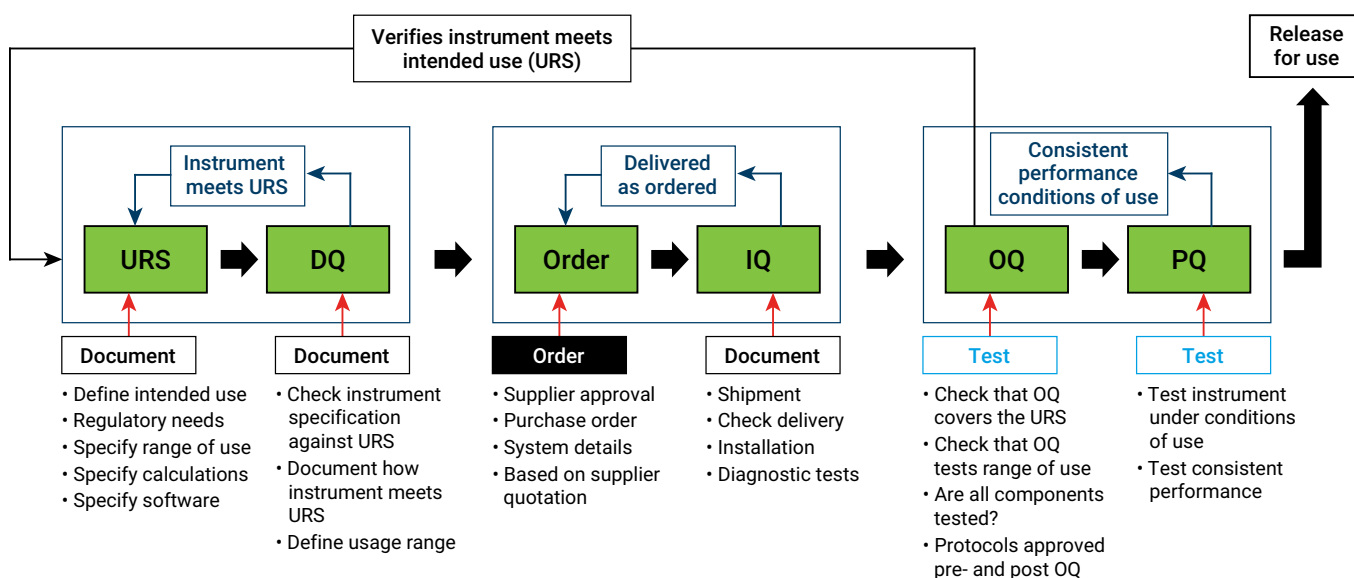 Verifies instrument meets
intended use (URS)
Release
for use
Instrument
meets URS
Delivered
as ordered
Consistent
performance
conditions of use
URS
DQ
Order
IQ
OQ
PQ
Document
• Define intended use
• Regulatory needs
• Specify range of use
• Specify calculations
• Specify software
Document
• Check instrument
specification
against URS
• Document how
instrument meets
URS
• Define usage range
Order
• Supplier approval
• Purchase order
• System details
• Based on supplier
quotation
Document
• Shipment
• Check delivery
• Installation
• Diagnostic tests
Test
• Check that OQ
covers the URS
• Check that OQ
tests range of use
• Are all components
tested?
• Protocols approved
pre- and post OQ
Test
• Test instrument
under conditions
of use
• Test consistent
performance